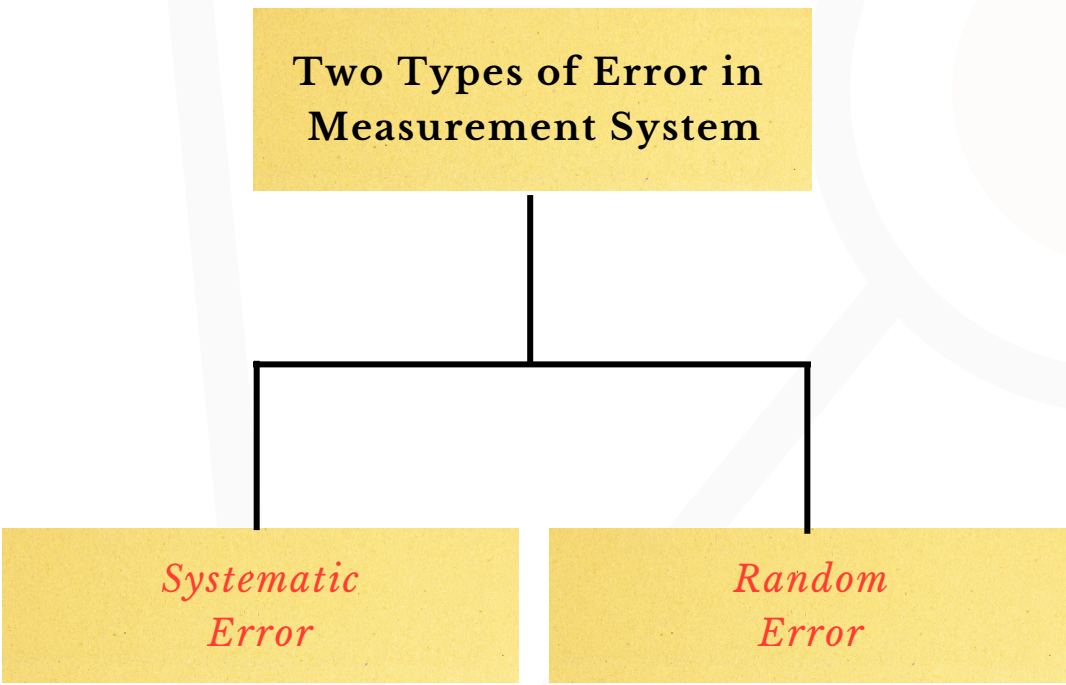 Two Types of Error in
Measurement System
Systematic
Error
Random
Error